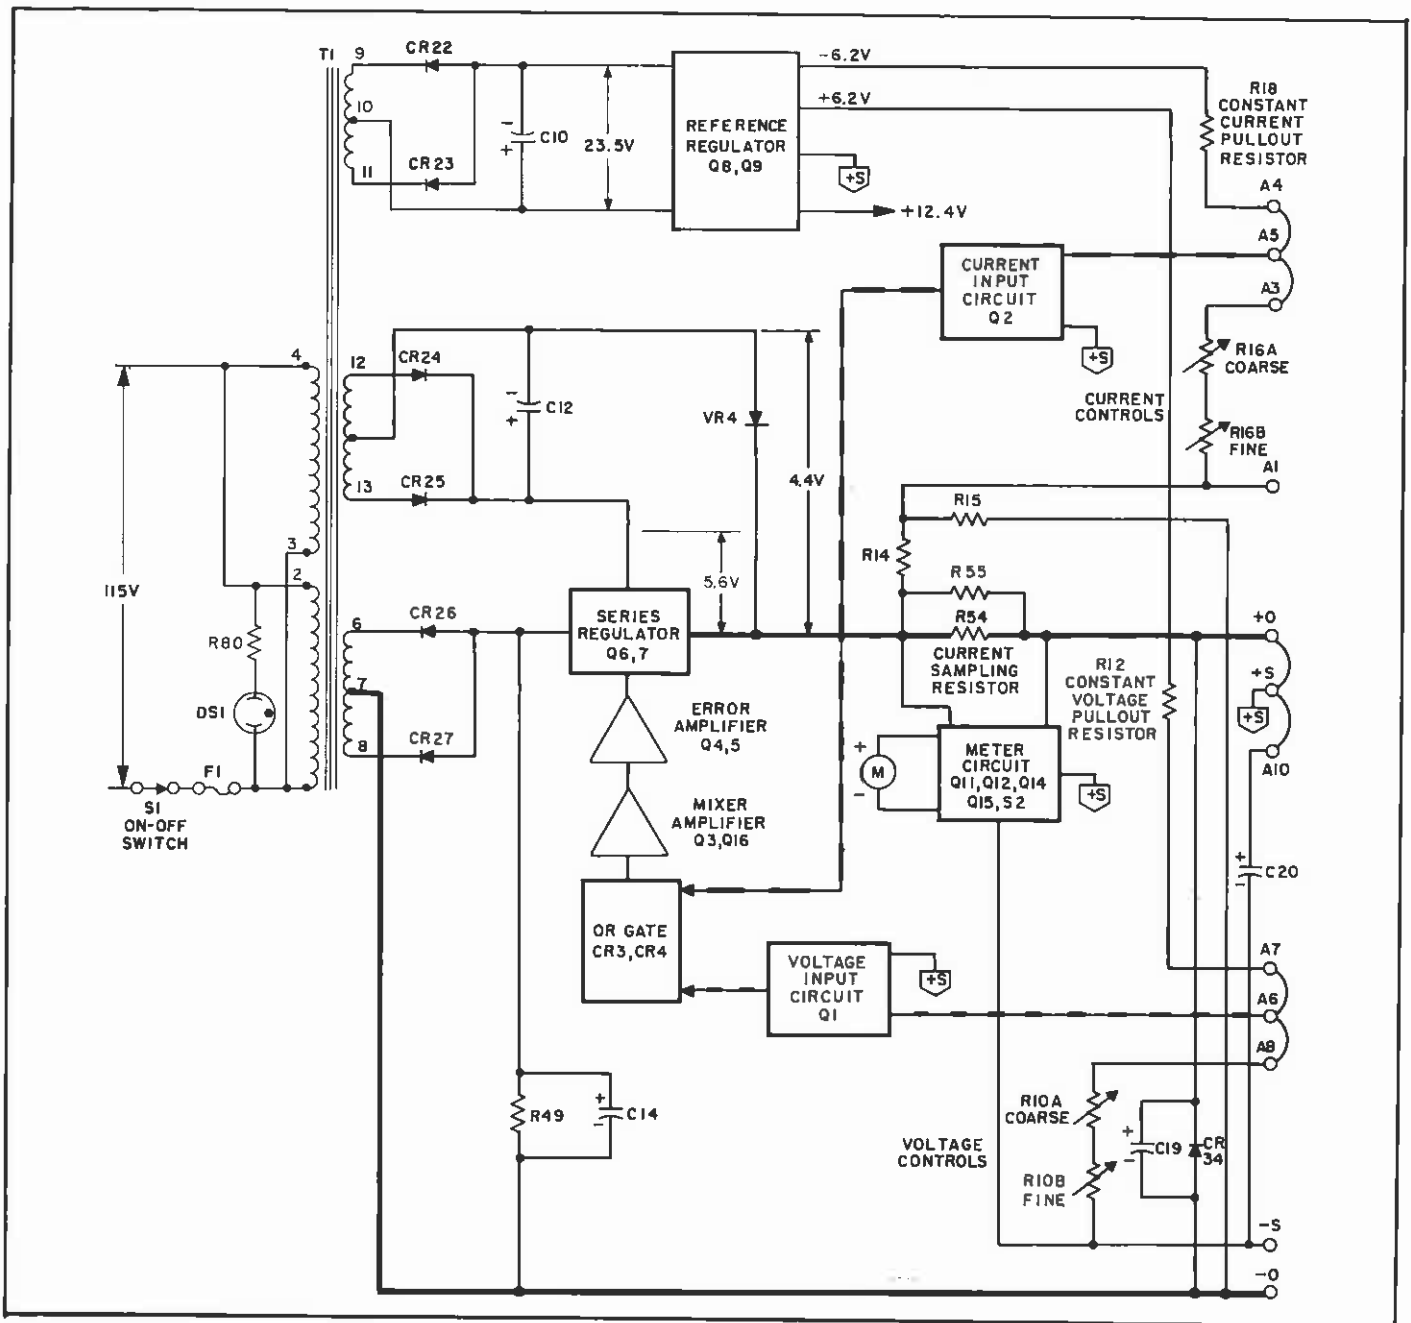 T1
9
CR22
10
11
CR23
-
+
C10
23.5V
REFERENCE
REGULATOR
Q8,Q9
-6.2V
+6.2V
+S
+12.4V
R18
CONSTANT
CURRENT
PULLOUT
RESISTOR
A4
A5
A3
CURRENT
INPUT
CIRCUIT
Q2
+S
R16A
COARSE
CURRENT
CONTROLS
R16B
FINE
A1
4
12
CR24
-
+
C12
VR4
13
CR25
4.4V
3
2
115V
5.6V
R15
R14
R55
R54
CURRENT
SAMPLING
RESISTOR
6
CR26
SERIES
REGULATOR
Q6,7
+O
+S
+S
A10
R80
DS1
7
8
CR27
ERROR
AMPLIFIER
Q4,5
R12
CONSTANT
VOLTAGE
PULLOUT
RESISTOR
+
M
-
METER
CIRCUIT
Q11,Q12,Q14
Q15,S2
+S
F1
S1
ON-OFF
SWITCH
MIXER
AMPLIFIER
Q3,Q16
+
-
C20
OR GATE
CR3,CR4
VOLTAGE
INPUT
CIRCUIT
Q1
+S
A7
A6
A8
R49
+
-
C14
R10A
COARSE
VOLTAGE
CONTROLS
R10B
FINE
+
-
C19
CR
34
-S
-O